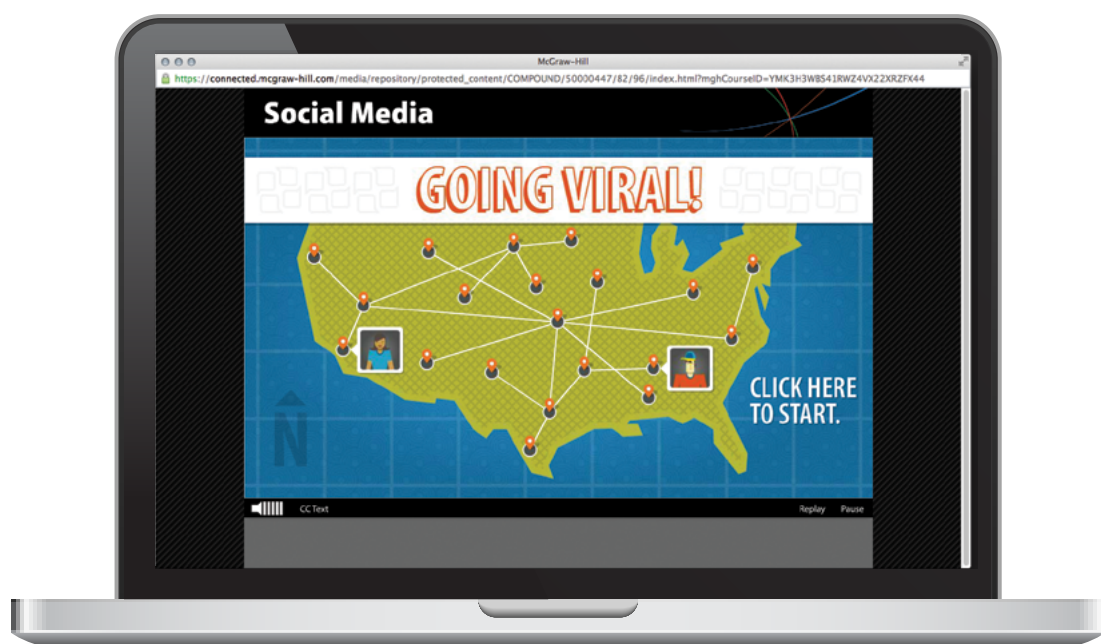 McGraw-Hill
https://connected.mcgraw-hill.com/media/repository/protected_content/COMPOUND/50000447/82/96/index.html?mghCourseID=YMK3H3W8S41RWZ4VX22XRZFX44
Social Media
GOING VIRAL!
CLICK HERE
TO START.
N
CC Text
Replay Pause